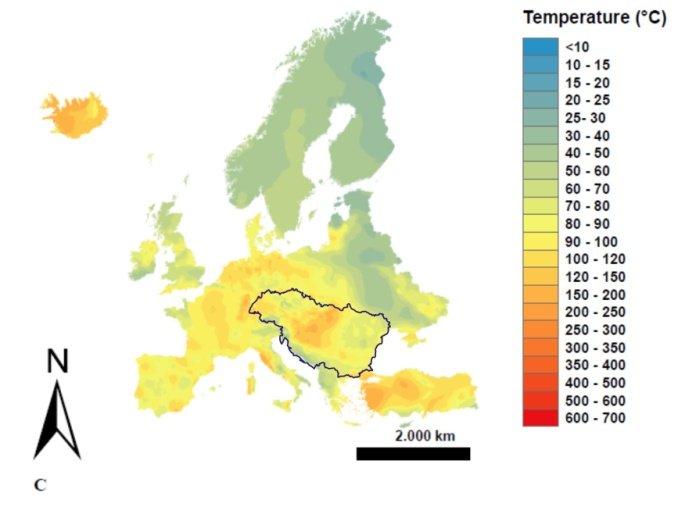 Temperature (°C)
<10
10 - 15
15 - 20
20 - 25
25- 30
30 - 40
40 - 50
50 - 60
60 - 70
70 - 80
80 - 90
90 - 100
100 - 120
120 - 150
150 - 200
200 - 250
250 - 300
300 - 350
350 - 400
400 - 500
500 - 600
600 - 700
N
2.000 km
C